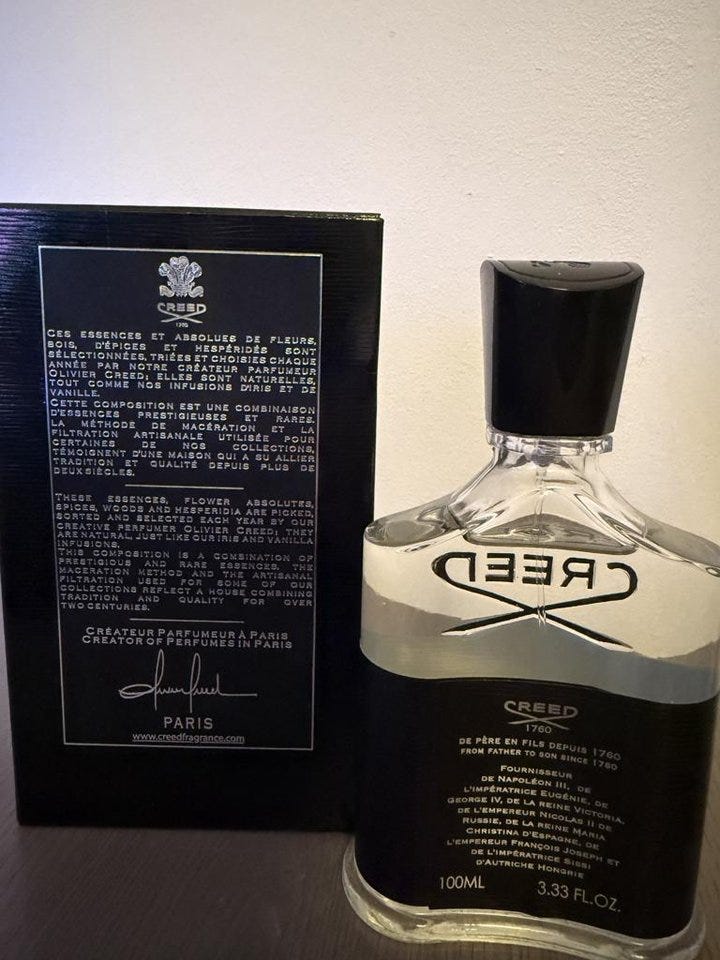 CREED
1760
CES ESSENCES ET ABSOLUES DE FLEURS,
BOIS, D'ÉPICES ET HESPÉRIDÉS SONT
SÉLECTIONNÉES, TRIÉES ET CHOISIES CHAQUE
ANNÉE PAR NOTRE CRÉATEUR PARFUMEUR
OLIVIER CREED; ELLES SONT NATURELLES,
TOUT COMME NOS INFUSIONS D'IRIS ET DE
VANILLE.
CETTE COMPOSITION EST UNE COMBINAISON
D'ESSENCES PRESTIGIEUSES ET RARES.
LA MÉTHODE DE MACÉRATION ET LA
FILTRATION ARTISANALE UTILISÉE POUR
CERTAINES DE NOS COLLECTIONS,
TÉMOIGNENT D'UNE MAISON QUI A SU ALLIER
TRADITION ET QUALITÉ DEPUIS PLUS DE
DEUX SIÈCLES.
THESE ESSENCES, FLOWER ABSOLUTES,
SPICES, WOODS AND HESPERIDIA ARE PICKED,
SORTED AND SELECTED EACH YEAR BY OUR
CREATIVE PERFUMER OLIVIER CREED; THEY
ARE NATURAL, JUST LIKE OUR IRIS AND VANILLA
INFUSIONS.
THIS COMPOSITION IS A COMBINATION OF
PRESTIGIOUS AND RARE ESSENCES. THE
MACERATION METHOD AND THE ARTISANAL
FILTRATION USED FOR SOME OF OUR
COLLECTIONS REFLECT A HOUSE COMBINING
TRADITION AND QUALITY FOR OVER
TWO CENTURIES.
CRÉATEUR PARFUMEUR À PARIS
CREATOR OF PERFUMES IN PARIS
PARIS
www.creedfragrance.com
CREED
CREED
1760
DE PÈRE EN FILS DEPUIS 1760
FROM FATHER TO SON SINCE 1760
FOURNISSEUR
DE NAPOLÉON III, DE
L'IMPÉRATRICE EUGÉNIE, DE
GEORGE IV, DE LA REINE VICTORIA,
DE L'EMPEREUR NICOLAS II DE
RUSSIE, DE LA REINE MARIA
CHRISTINA D'ESPAGNE, DE
L'EMPEREUR FRANÇOIS JOSEPH ET
DE L'IMPÉRATRICE SISSI
D'AUTRICHE HONGRIE
100ML 3.33 FL.OZ.